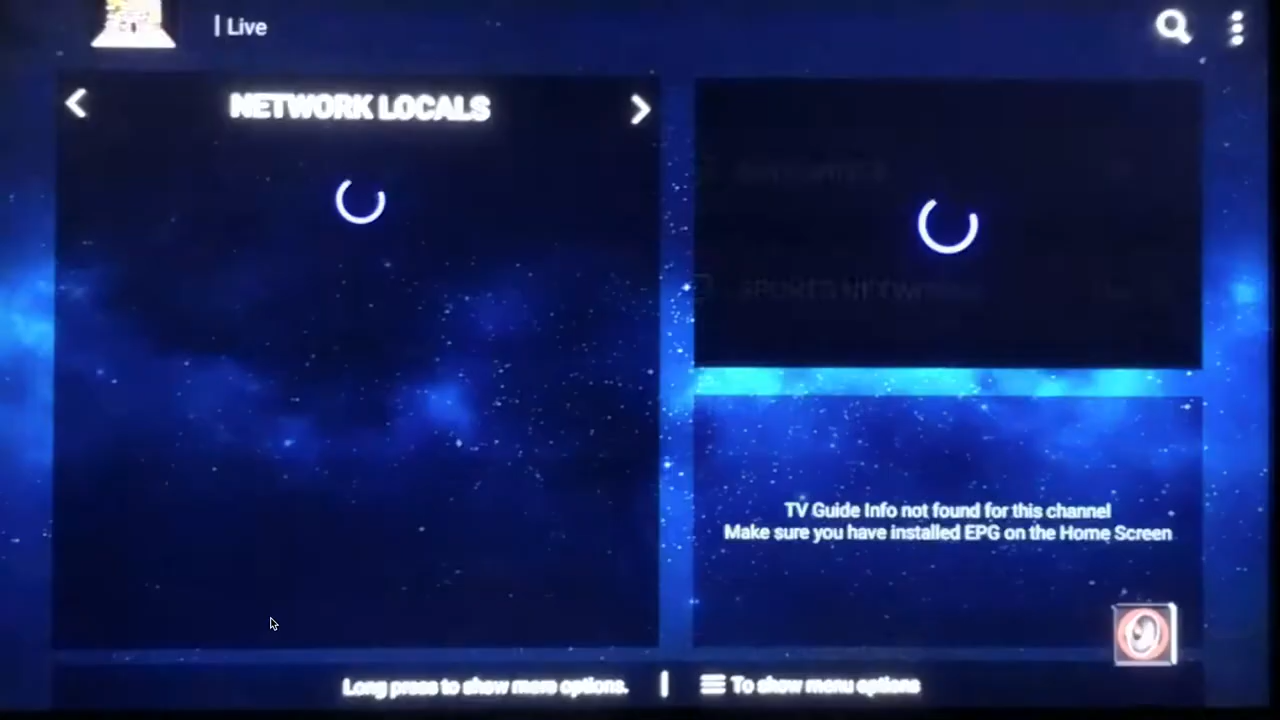 | Live
NETWORK LOCALS
TV Guide Info not found for this channel
Make sure you have installed EPG on the Home Screen
Long press to show more options. | To show menu options